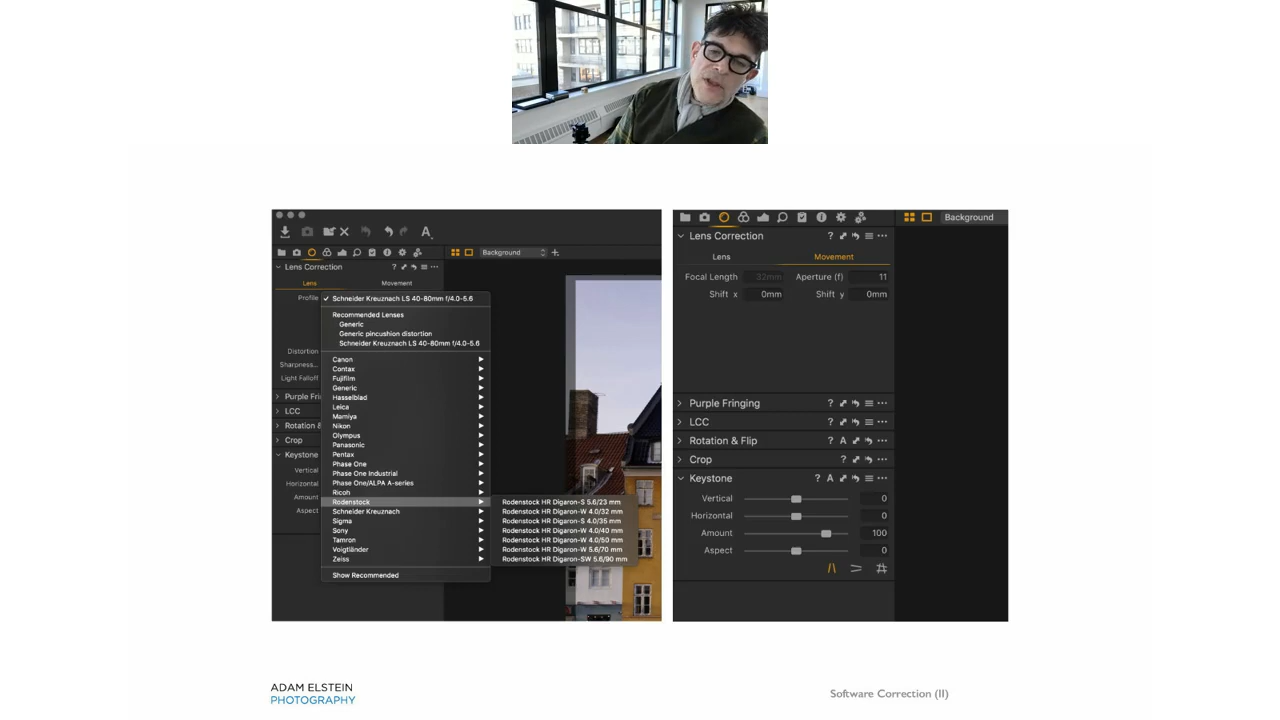 Background
Lens Correction
Lens
Movement
Profile
Schneider Kreuznach LS 40-80mm f/4.0-5.6
Recommended Lenses
Generic
Generic pincushion distortion
Schneider Kreuznach LS 40-80mm f/4.0-5.6
Canon
Contax
Fujifilm
Generic
Hasselblad
Leica
Mamiya
Nikon
Olympus
Panasonic
Pentax
Phase One
Phase One Industrial
Phase One/ALPA A-series
Ricoh
Rodenstock
Schneider Kreuznach
Sigma
Sony
Tamron
Voigtländer
Zeiss
Show Recommended
Distortion
Sharpness...
Light Falloff
Purple Fri
LCC
Rotation &
Crop
Keystone
Vertical
Horizontal
Amount
Aspect
Rodenstock HR Digaron-S 5.6/23 mm
Rodenstock HR Digaron-W 4.0/32 mm
Rodenstock HR Digaron-S 4.0/35 mm
Rodenstock HR Digaron-W 4.0/40 mm
Rodenstock HR Digaron-W 4.0/50 mm
Rodenstock HR Digaron-W 5.6/70 mm
Rodenstock HR Digaron-SW 5.6/90 mm
Background
Lens Correction ?
Lens Movement
Focal Length 32mm Aperture (f) 11
Shift x 0mm Shift y 0mm
Purple Fringing ?
LCC ?
Rotation & Flip ? A
Crop ?
Keystone ? A
Vertical 0
Horizontal 0
Amount 100
Aspect 0
ADAM ELSTEIN
PHOTOGRAPHY
Software Correction (II)